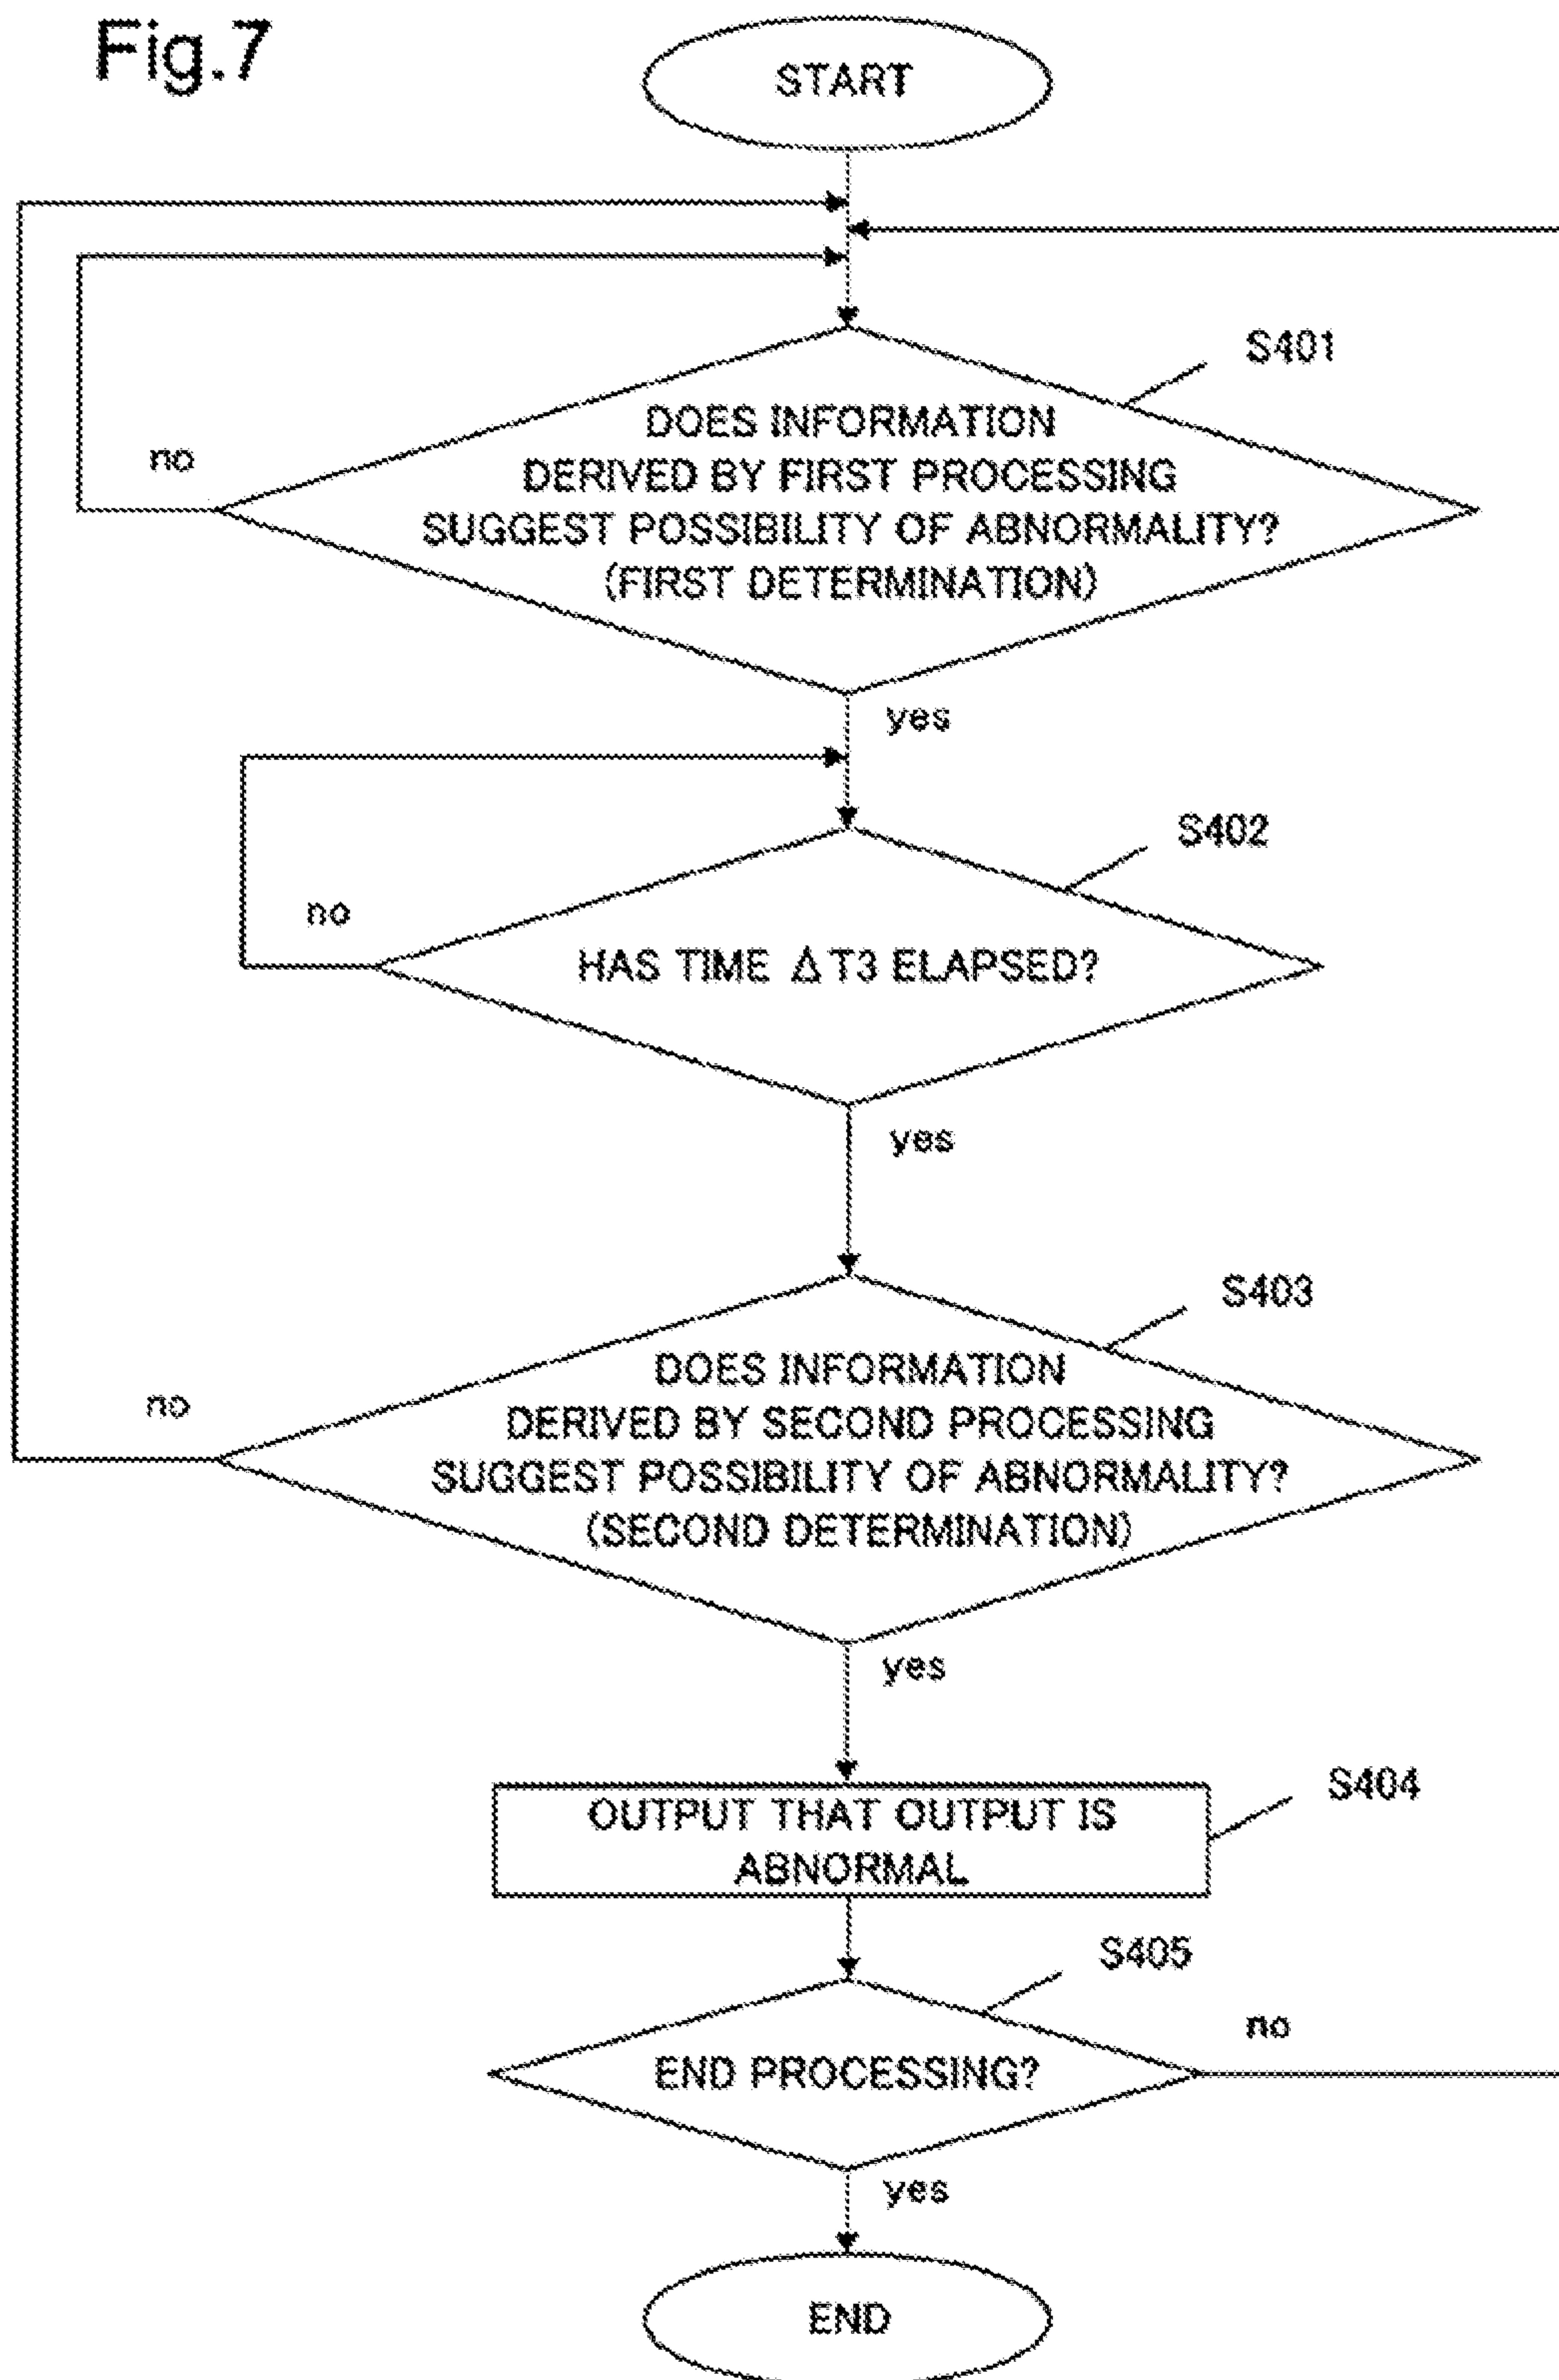 Fig.7
START
S401
DOES INFORMATION
DERIVED BY FIRST PROCESSING
SUGGEST POSSIBILITY OF ABNORMALITY?
(FIRST DETERMINATION)
no
yes
S402
no
HAS TIME ΔT3 ELAPSED?
yes
S403
DOES INFORMATION
DERIVED BY SECOND PROCESSING
SUGGEST POSSIBILITY OF ABNORMALITY?
(SECOND DETERMINATION)
no
yes
S404
OUTPUT THAT OUTPUT IS
ABNORMAL
S405
no
END PROCESSING?
yes
END